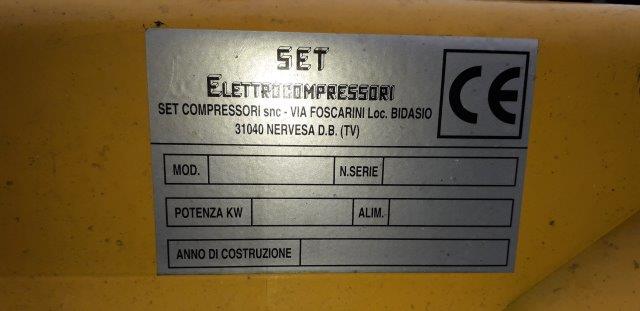 SET
ELETTROCOMPRESSORI
SET COMPRESSORI snc - VIA FOSCARINI Loc. BIDASIO
31040 NERVESA D.B. (TV)
CE
MOD. N.SERIE
POTENZA KW ALIM.
ANNO DI COSTRUZIONE